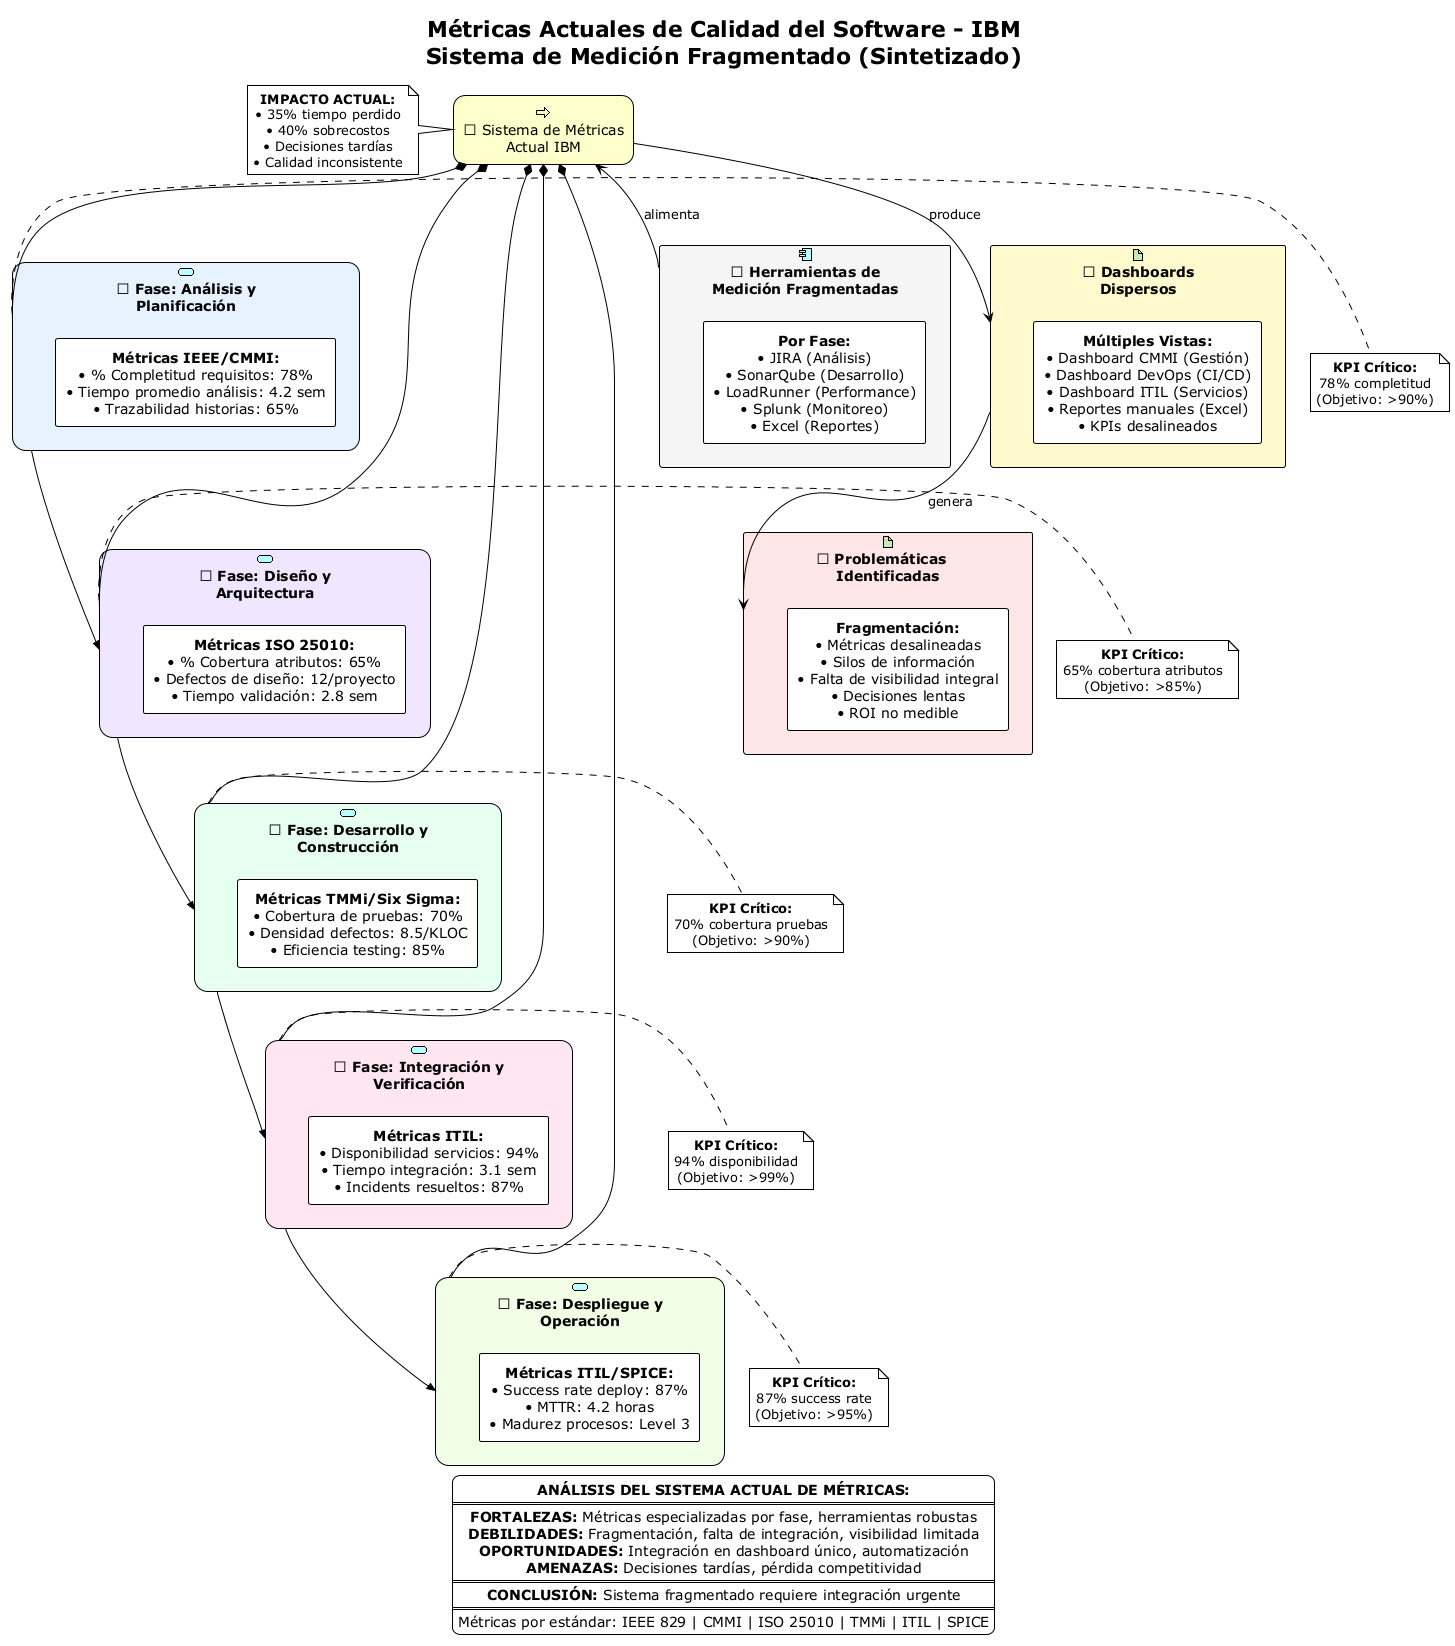 Métricas Actuales de Calidad del Software - IBM
Sistema de Medición Fragmentado (Sintetizado)
IMPACTO ACTUAL:
• 35% tiempo perdido
• 40% sobrecostos
• Decisiones tardías
• Calidad inconsistente
□ Sistema de Métricas
Actual IBM
alimenta
produce
□ Fase: Análisis y
Planificación
Métricas IEEE/CMMI:
• % Completitud requisitos: 78%
• Tiempo promedio análisis: 4.2 sem
• Trazabilidad historias: 65%
□ Herramientas de
Medición Fragmentadas
Por Fase:
• JIRA (Análisis)
• SonarQube (Desarrollo)
• LoadRunner (Performance)
• Splunk (Monitoreo)
• Excel (Reportes)
□ Dashboards
Dispersos
Múltiples Vistas:
• Dashboard CMMI (Gestión)
• Dashboard DevOps (CI/CD)
• Dashboard ITIL (Servicios)
• Reportes manuales (Excel)
• KPIs desalineados
KPI Crítico:
78% completitud
(Objetivo: >90%)
genera
□ Fase: Diseño y
Arquitectura
Métricas ISO 25010:
• % Cobertura atributos: 65%
• Defectos de diseño: 12/proyecto
• Tiempo validación: 2.8 sem
□ Problemáticas
Identificadas
Fragmentación:
• Métricas desalineadas
• Silos de información
• Falta de visibilidad integral
• Decisiones lentas
• ROI no medible
KPI Crítico:
65% cobertura atributos
(Objetivo: >85%)
□ Fase: Desarrollo y
Construcción
Métricas TMMi/Six Sigma:
• Cobertura de pruebas: 70%
• Densidad defectos: 8.5/KLOC
• Eficiencia testing: 85%
KPI Crítico:
70% cobertura pruebas
(Objetivo: >90%)
□ Fase: Integración y
Verificación
Métricas ITIL:
• Disponibilidad servicios: 94%
• Tiempo integración: 3.1 sem
• Incidents resueltos: 87%
KPI Crítico:
94% disponibilidad
(Objetivo: >99%)
□ Fase: Despliegue y
Operación
Métricas ITIL/SPICE:
• Success rate deploy: 87%
• MTTR: 4.2 horas
• Madurez procesos: Level 3
KPI Crítico:
87% success rate
(Objetivo: >95%)
ANÁLISIS DEL SISTEMA ACTUAL DE MÉTRICAS:
FORTALEZAS: Métricas especializadas por fase, herramientas robustas
DEBILIDADES: Fragmentación, falta de integración, visibilidad limitada
OPORTUNIDADES: Integración en dashboard único, automatización
AMENAZAS: Decisiones tardías, pérdida competitividad
CONCLUSIÓN: Sistema fragmentado requiere integración urgente
Métricas por estándar: IEEE 829 | CMMI | ISO 25010 | TMMi | ITIL | SPICE